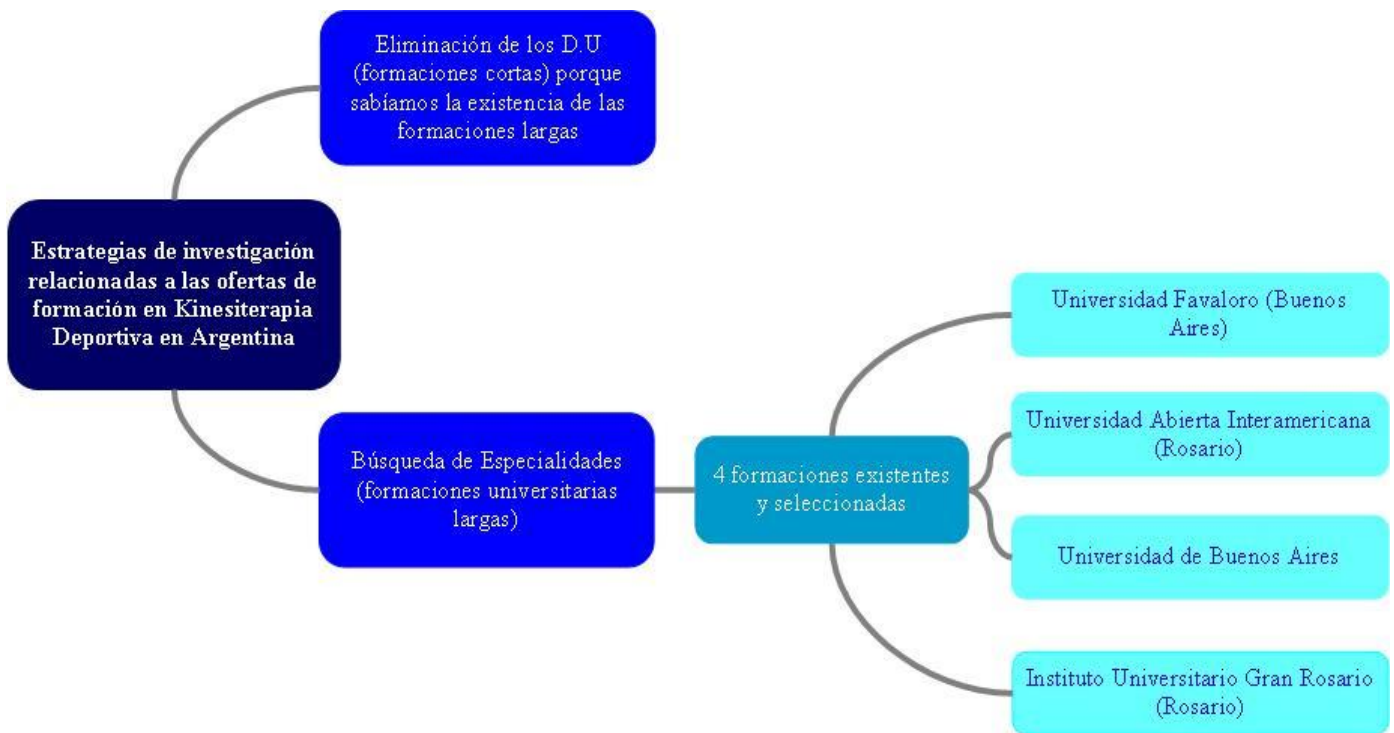 Eliminación de los D.U
(formaciones cortas) porque
sabíamos la existencia de las
formaciones largas
Estrategias de investigación
relacionadas a las ofertas de
formación en Kinesiterapia
Deportiva en Argentina
Búsqueda de Especialidades
(formaciones universitarias
largas)
4 formaciones existentes
y seleccionadas
Universidad Favaloro (Buenos
Aires)
Universidad Abierta Interamericana
(Rosario)
Universidad de Buenos Aires
Instituto Universitario Gran Rosario
(Rosario)